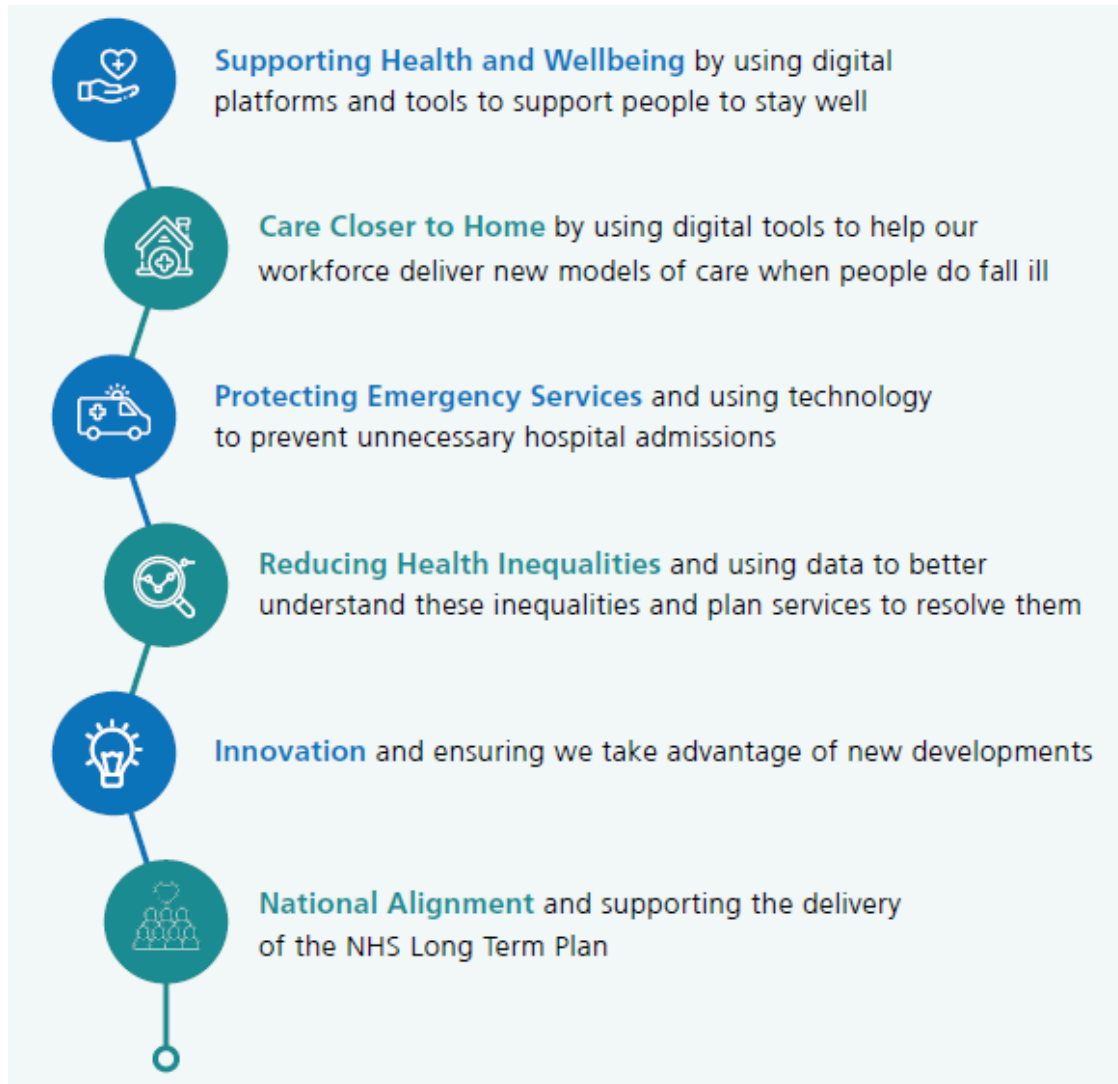 Supporting Health and Wellbeing by using digital
platforms and tools to support people to stay well
Care Closer to Home by using digital tools to help our
workforce deliver new models of care when people do fall ill
Protecting Emergency Services and using technology
to prevent unnecessary hospital admissions
Reducing Health Inequalities and using data to better
understand these inequalities and plan services to resolve them
Innovation and ensuring we take advantage of new developments
National Alignment and supporting the delivery
of the NHS Long Term Plan